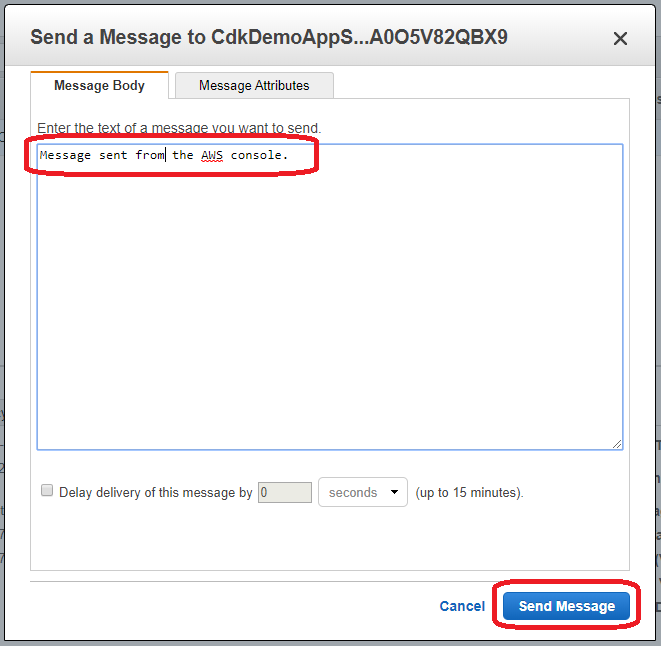 Send a Message to CdkDemoAppS...A0O5V82QBX9
Message Body
Message Attributes
Enter the text of a message you want to send.
Message sent from the AWS console.
Delay delivery of this message by 0 seconds (up to 15 minutes).
Cancel
Send Message